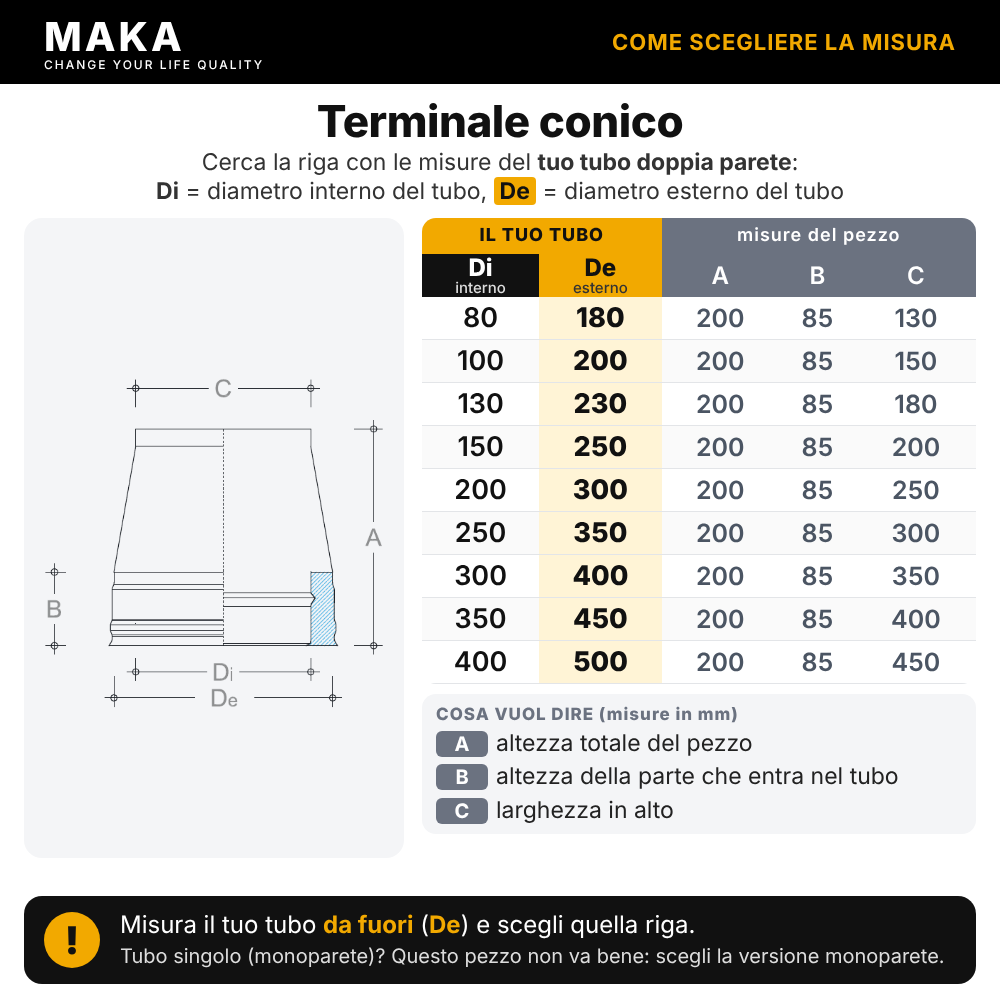 MAKA
CHANGE YOUR LIFE QUALITY
COME SCEGLIERE LA MISURA
Terminale conico
Cerca la riga con le misure del tuo tubo doppia parete:
Di = diametro interno del tubo, De = diametro esterno del tubo
C
A
B
Di
De
IL TUO TUBO misure del pezzo
Di interno De esterno A B C
80 180 200 85 130
100 200 200 85 150
130 230 200 85 180
150 250 200 85 200
200 300 200 85 250
250 350 200 85 300
300 400 200 85 350
350 450 200 85 400
400 500 200 85 450
COSA VUOL DIRE (misure in mm)
A altezza totale del pezzo
B altezza della parte che entra nel tubo
C larghezza in alto
! Misura il tuo tubo da fuori (De) e scegli quella riga.
Tubo singolo (monoparete)? Questo pezzo non va bene: scegli la versione monoparete.